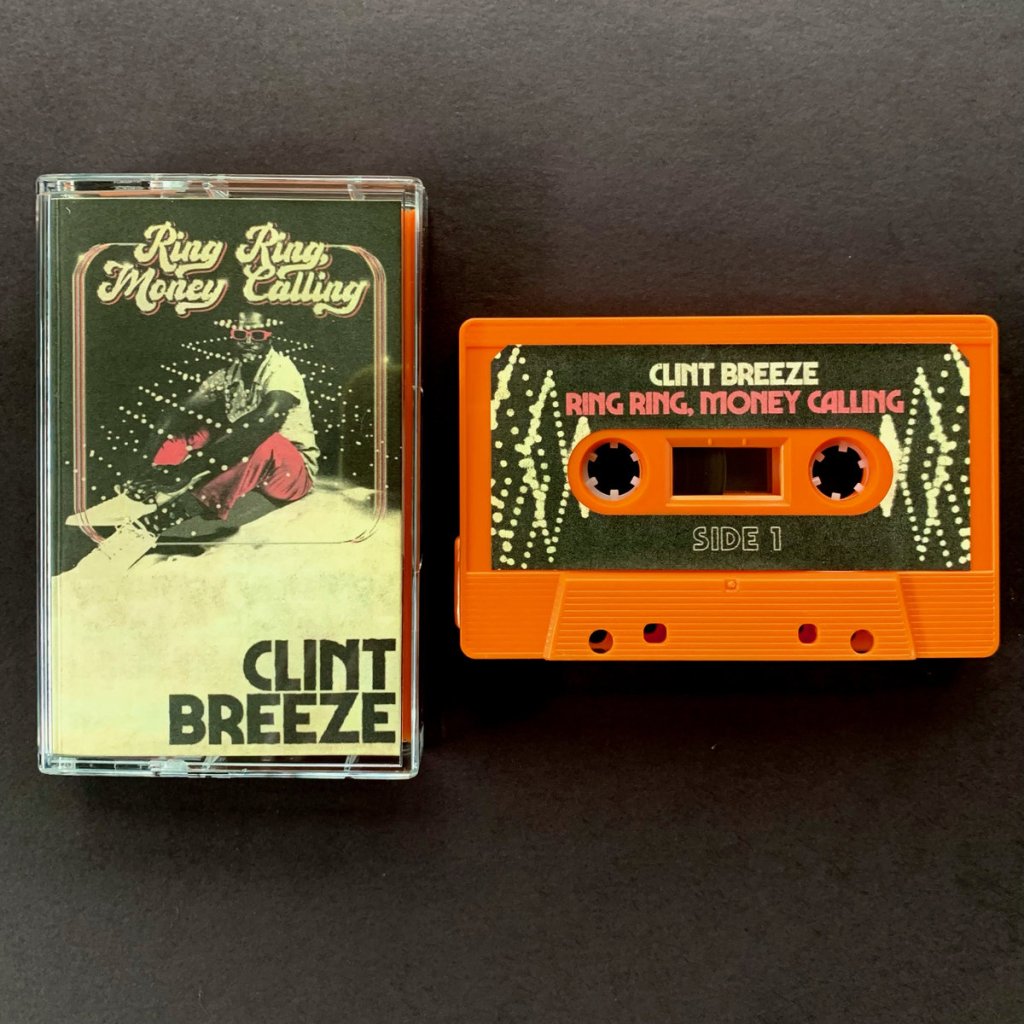 Ring Ring,
Money Calling
CLINT
BREEZE
CLINT BREEZE
RING RING, MONEY CALLING
SIDE 1